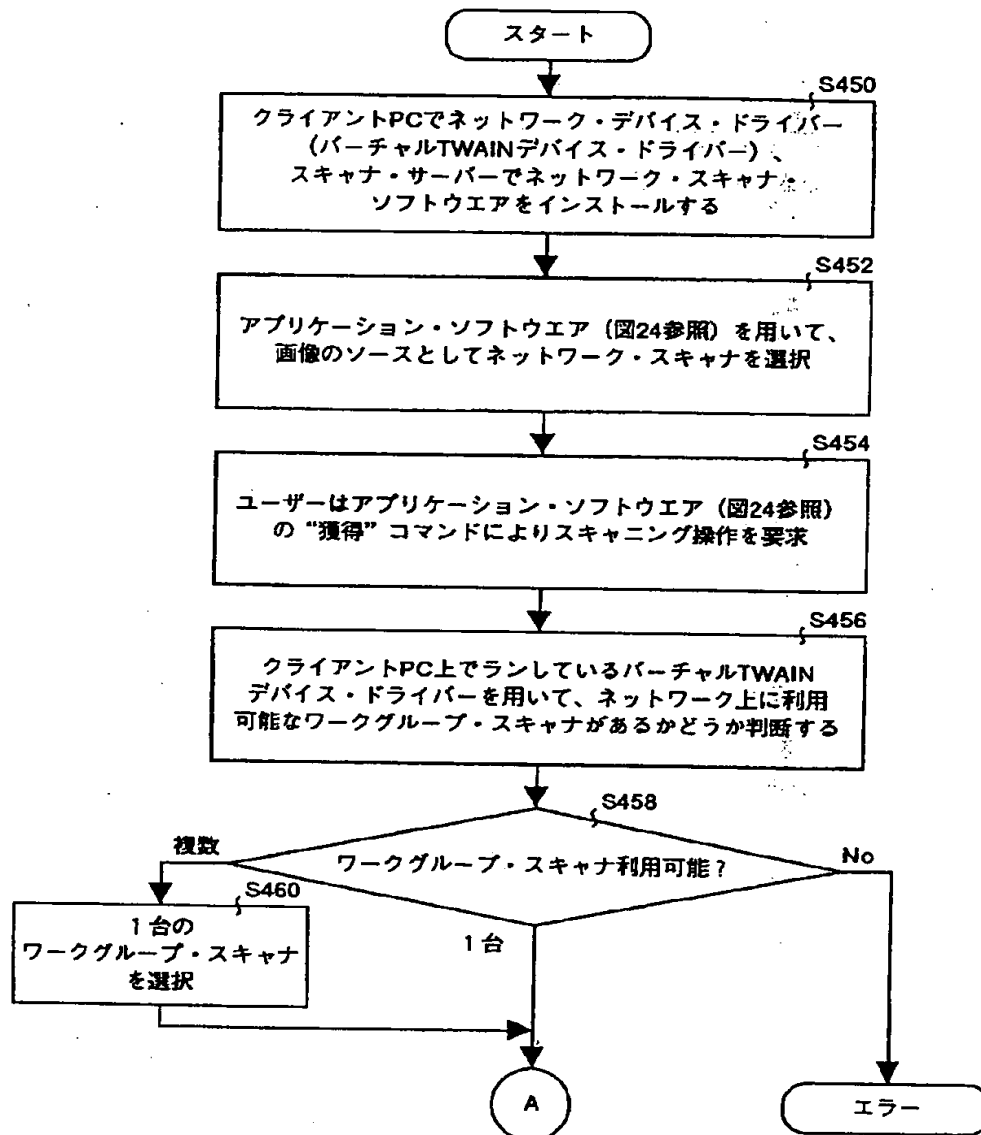 スタート
S450
クライアントPCでネットワーク・デバイス・ドライバー
(バーチャルTWAINデバイス・ドライバー)、
スキャナ・サーバーでネットワーク・スキャナ・
ソフトウエアをインストールする
S452
アプリケーション・ソフトウエア(図24参照)を用いて、
画像のソースとしてネットワーク・スキャナを選択
S454
ユーザーはアプリケーション・ソフトウエア(図24参照)
の“獲得”コマンドによりスキャニング操作を要求
S456
クライアントPC上でランしているバーチャルTWAIN
デバイス・ドライバーを用いて、ネットワーク上に利用
可能なワークグループ・スキャナがあるかどうか判断する
S458
ワークグループ・スキャナ利用可能?
複数
No
S460
1台の
ワークグループ・スキャナ
を選択
1台
A
エラー